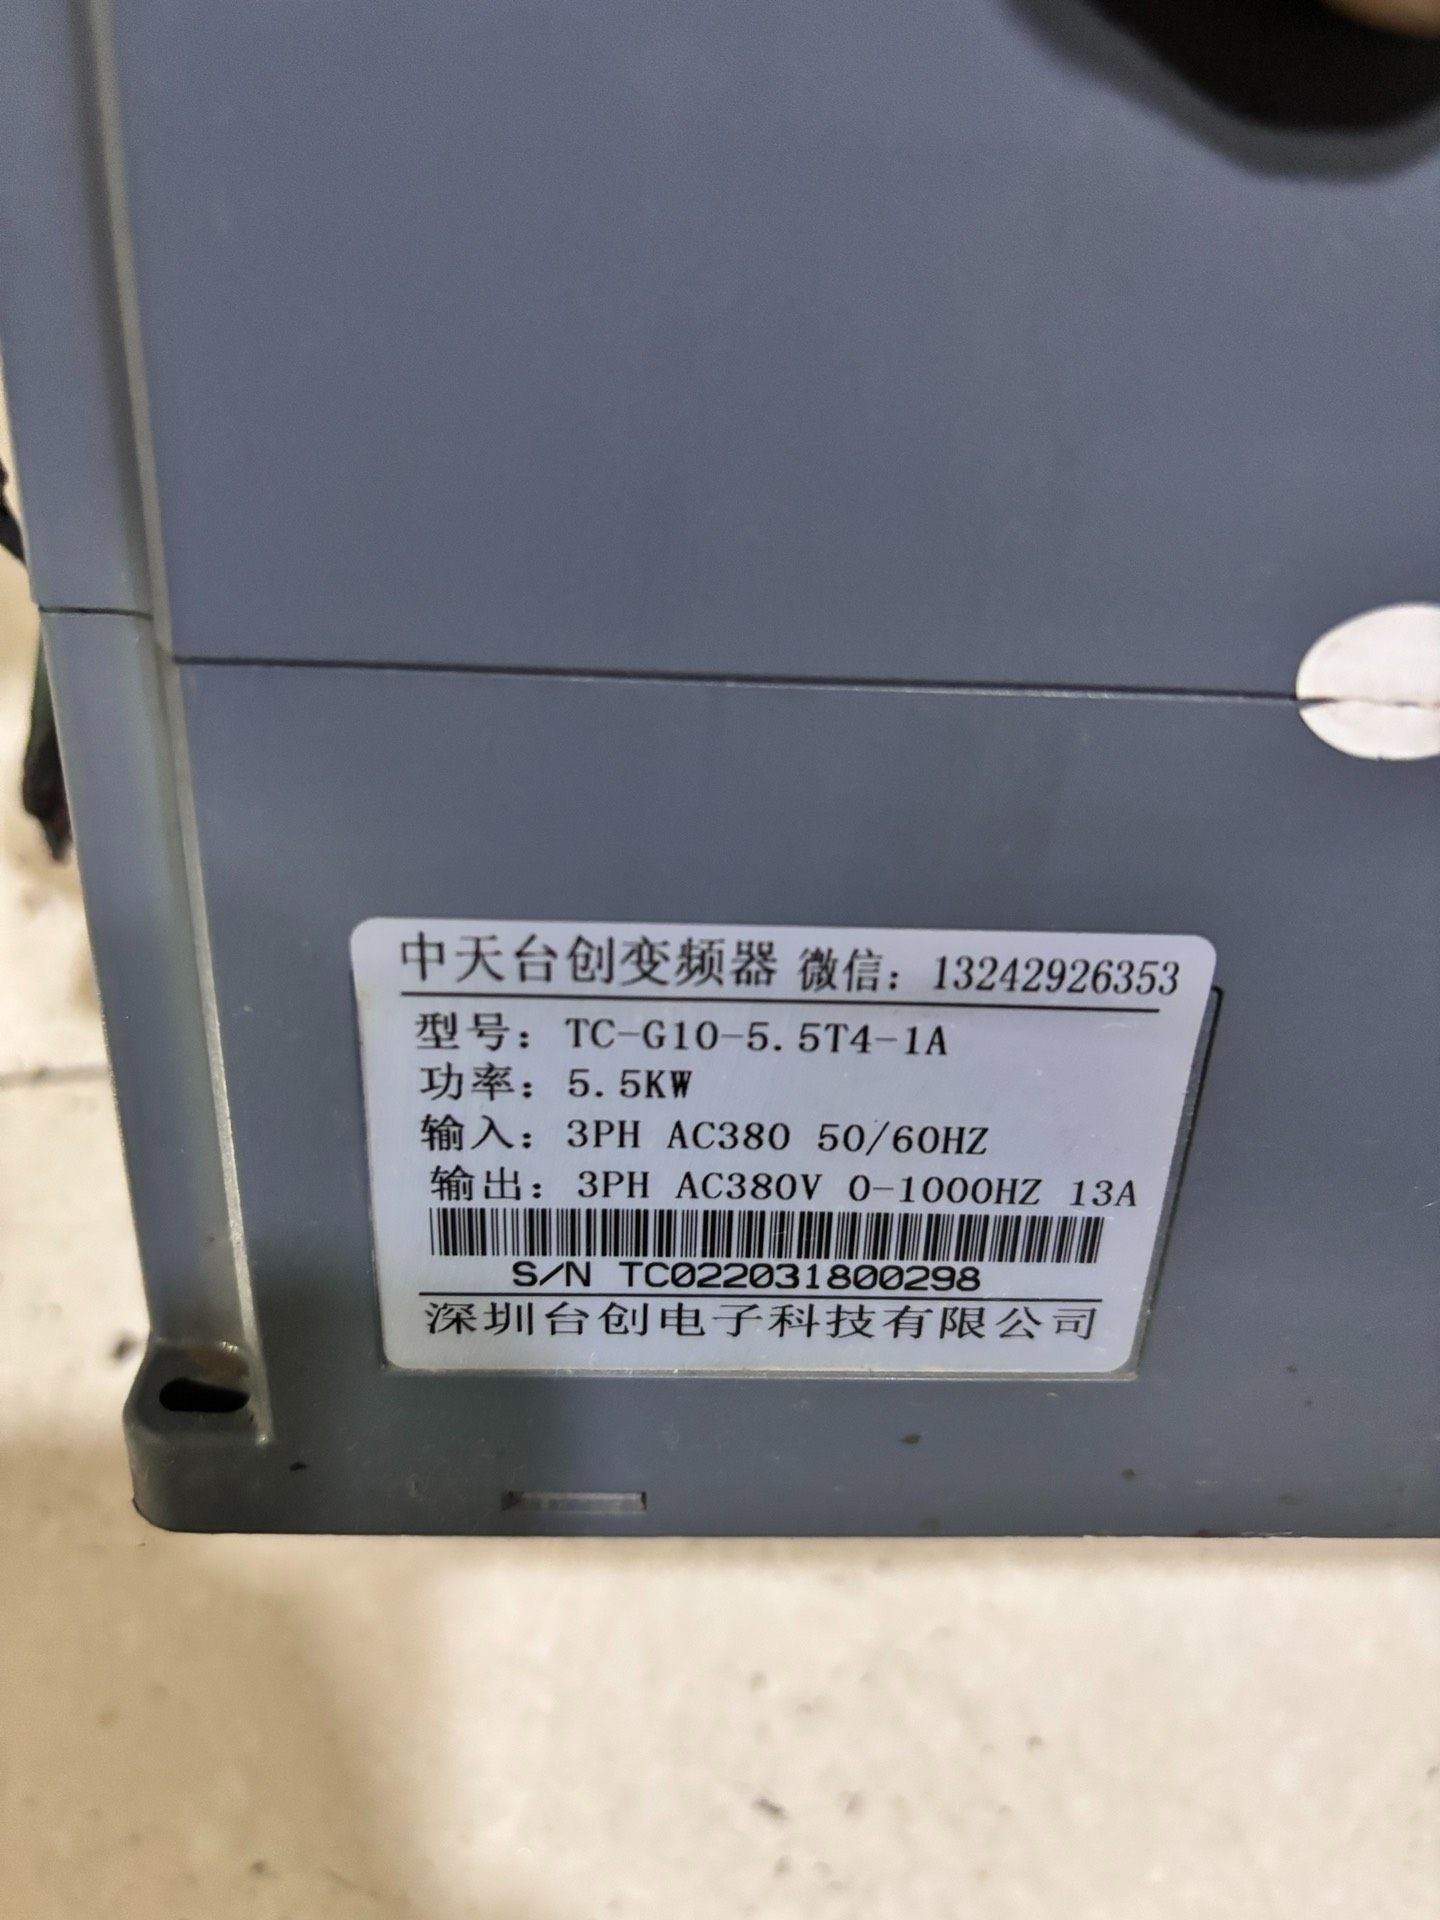 中天台创变频器 微信：13242926353
型号：TC-G10-5.5T4-1A
功率：5.5KW
输入：3PH AC380 50/60HZ
输出：3PH AC380V 0-1000HZ 13A
S/N TC022031800298
深圳台创电子科技有限公司